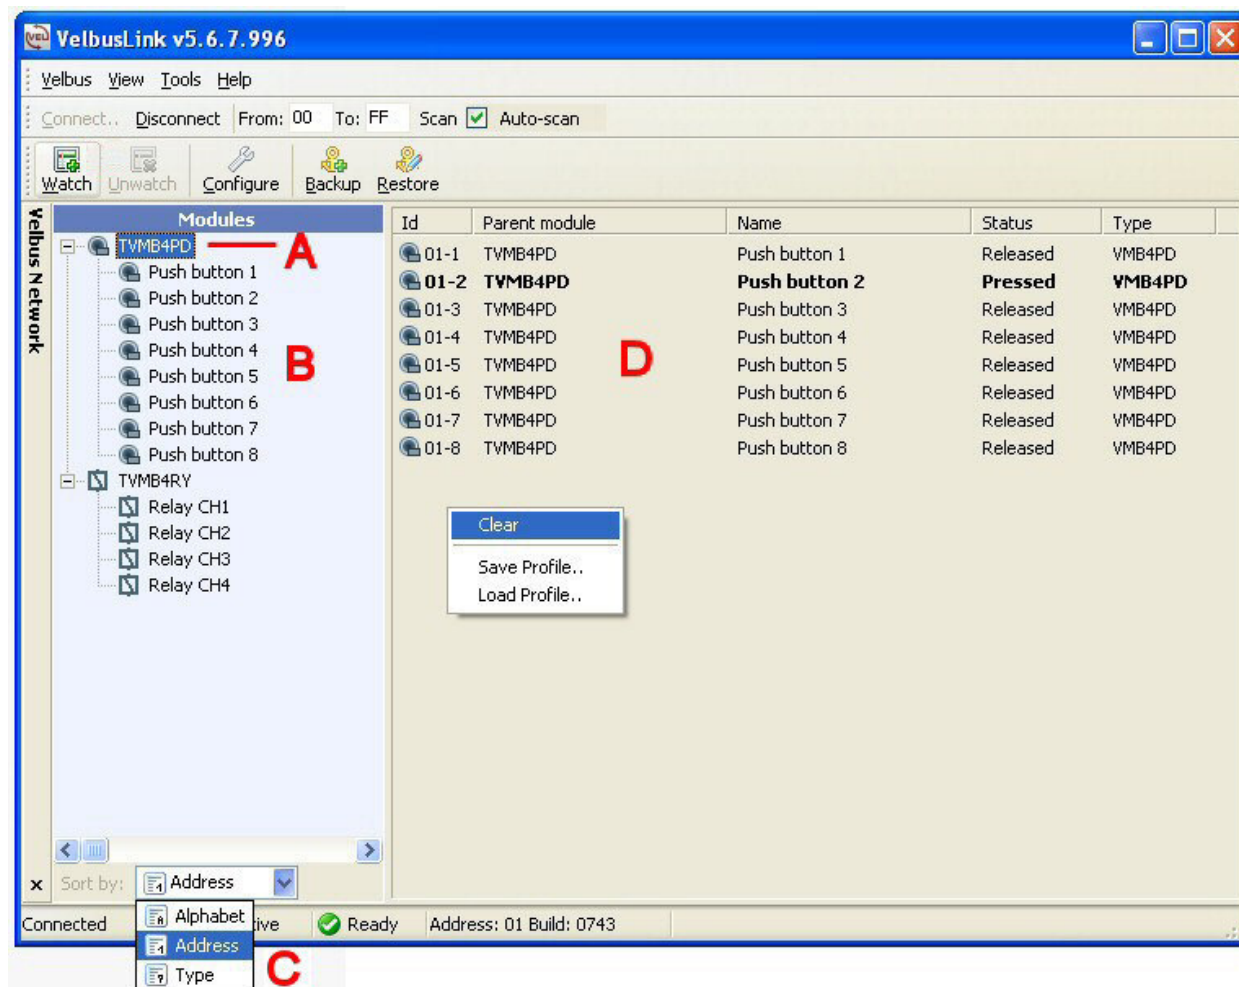 VelbusLink v5.6.7.996
Velbus View Tools Help
Connect.. Disconnect From: 00 To: FF Scan Auto-scan
Watch Unwatch Configure Backup Restore
Velbus Network
Modules
TVMB4PD A
Push button 1
Push button 2
Push button 3
Push button 4
B
Push button 5
Push button 6
Push button 7
Push button 8
TVMB4RY
Relay CH1
Relay CH2
Relay CH3
Relay CH4
Id Parent module Name Status Type
01-1 TVMB4PD Push button 1 Released VMB4PD
01-2 TVMB4PD Push button 2 Pressed VMB4PD
01-3 TVMB4PD Push button 3 Released VMB4PD
01-4 TVMB4PD Push button 4 Released VMB4PD
D
01-5 TVMB4PD Push button 5 Released VMB4PD
01-6 TVMB4PD Push button 6 Released VMB4PD
01-7 TVMB4PD Push button 7 Released VMB4PD
01-8 TVMB4PD Push button 8 Released VMB4PD
Clear
Save Profile..
Load Profile..
x Sort by: Address
Connected ive Ready Address: 01 Build: 0743
Alphabet
Address
Type
C